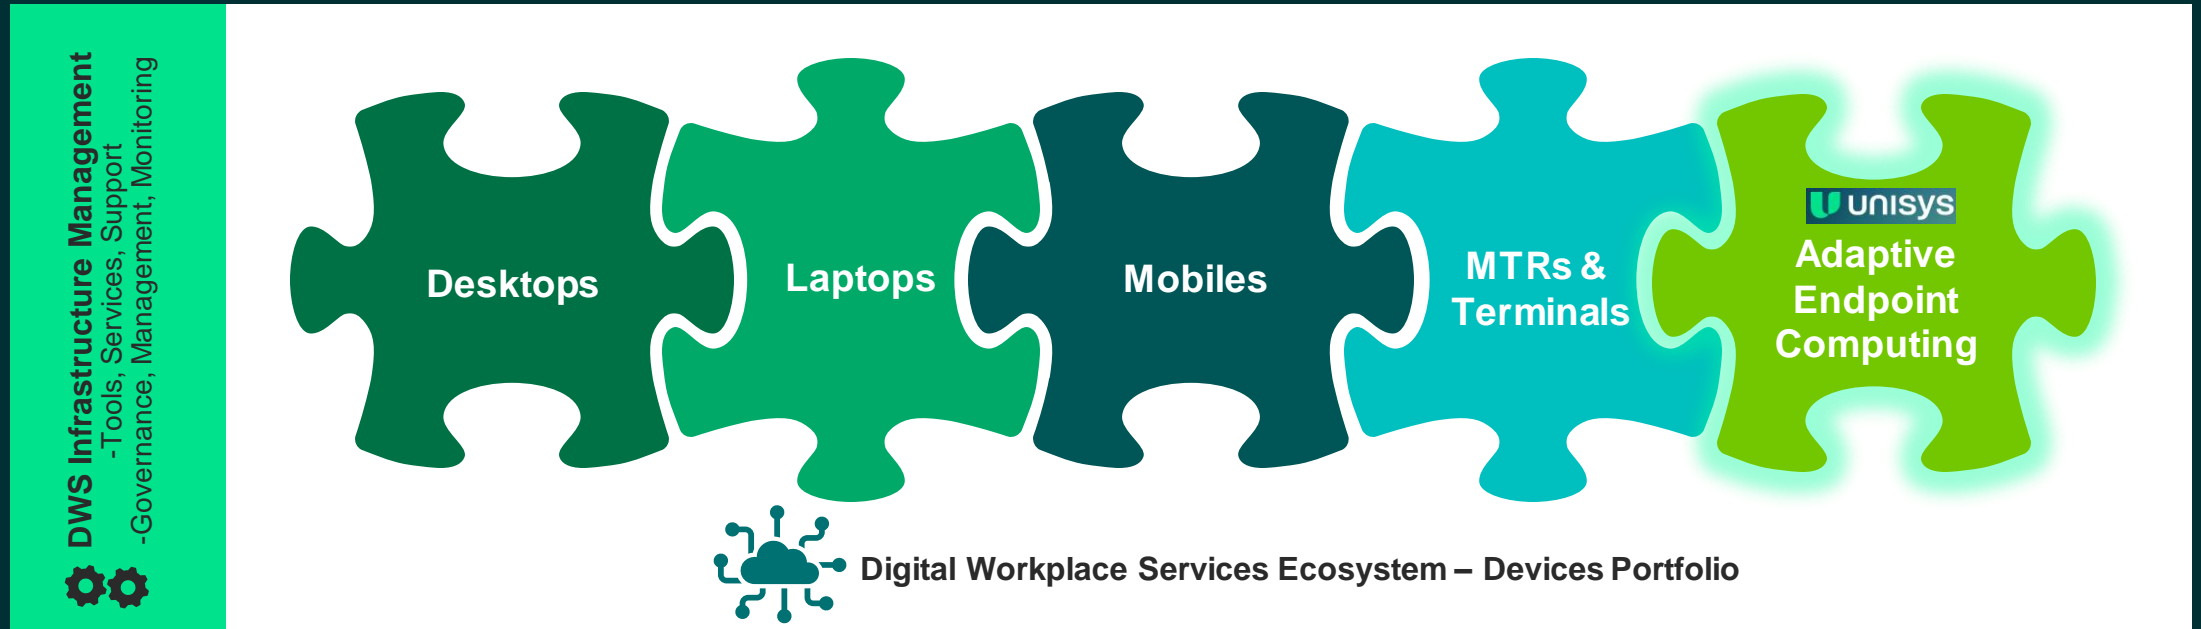 DWS Infrastructure Management
-Tools, Services, Support
-Governance, Management, Monitoring
Desktops
Laptops
Mobiles
MTRs &
Terminals
UNISYS
Adaptive
Endpoint
Computing
Digital Workplace Services Ecosystem – Devices Portfolio